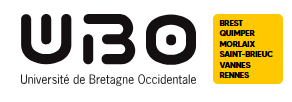 UBO
Université de Bretagne Occidentale
BREST
QUIMPER
MORLAIX
SAINT-BRIEUC
VANNES
RENNES